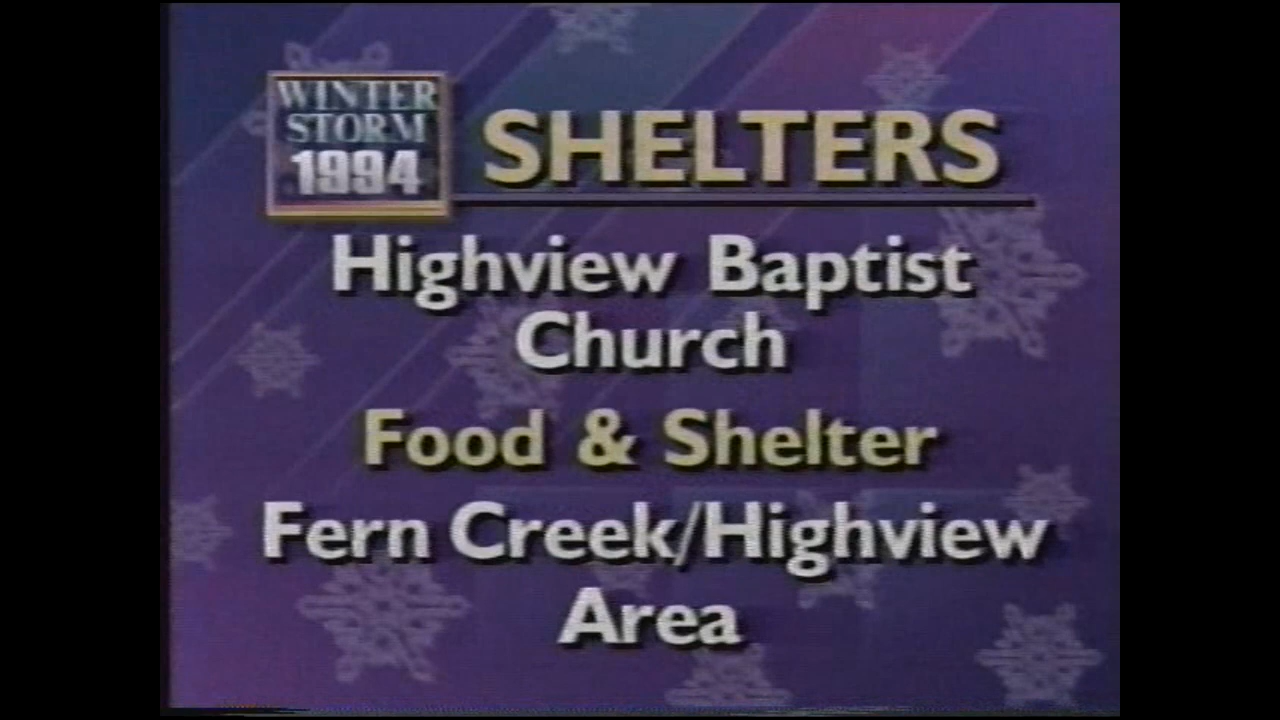 WINTER
STORM
1994
SHELTERS
Highview Baptist
Church
Food & Shelter
Fern Creek/Highview
Area